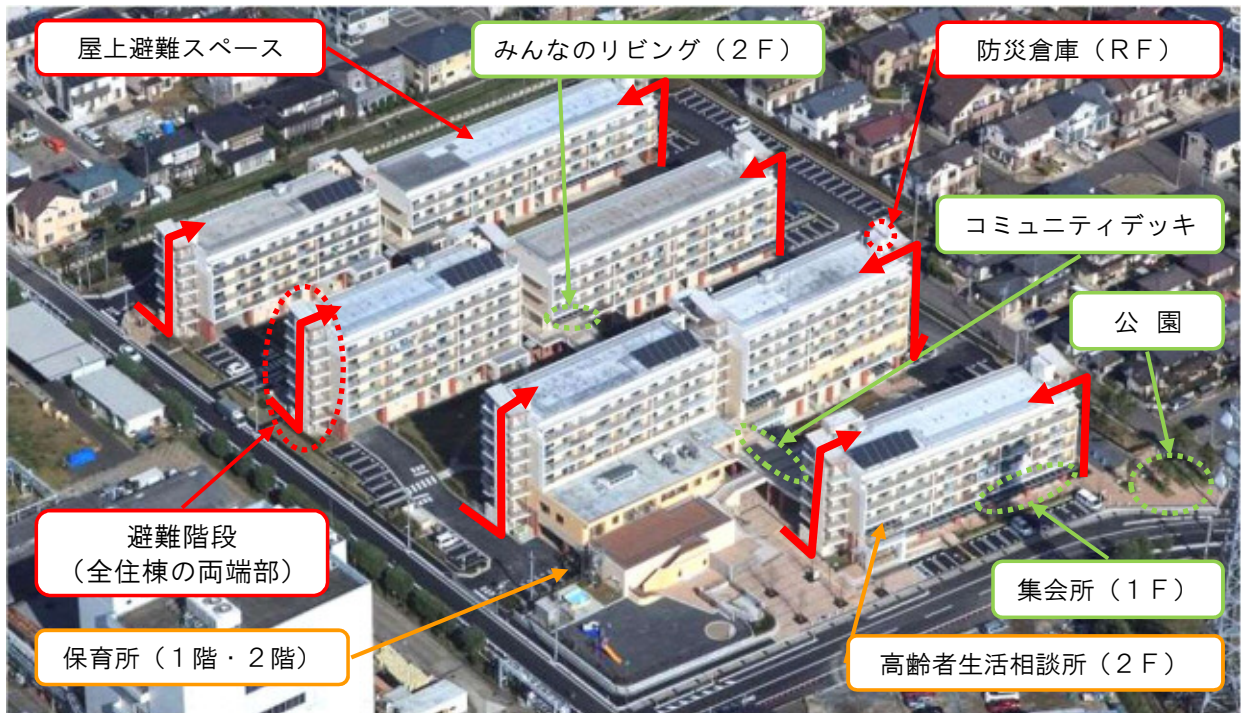 屋上避難スペース
みんなのリビング（２Ｆ）
防災倉庫（ＲＦ）
コミュニティデッキ
公 園
避難階段
（全住棟の両端部）
集会所（１Ｆ）
保育所（１階・２階）
高齢者生活相談所（２Ｆ）